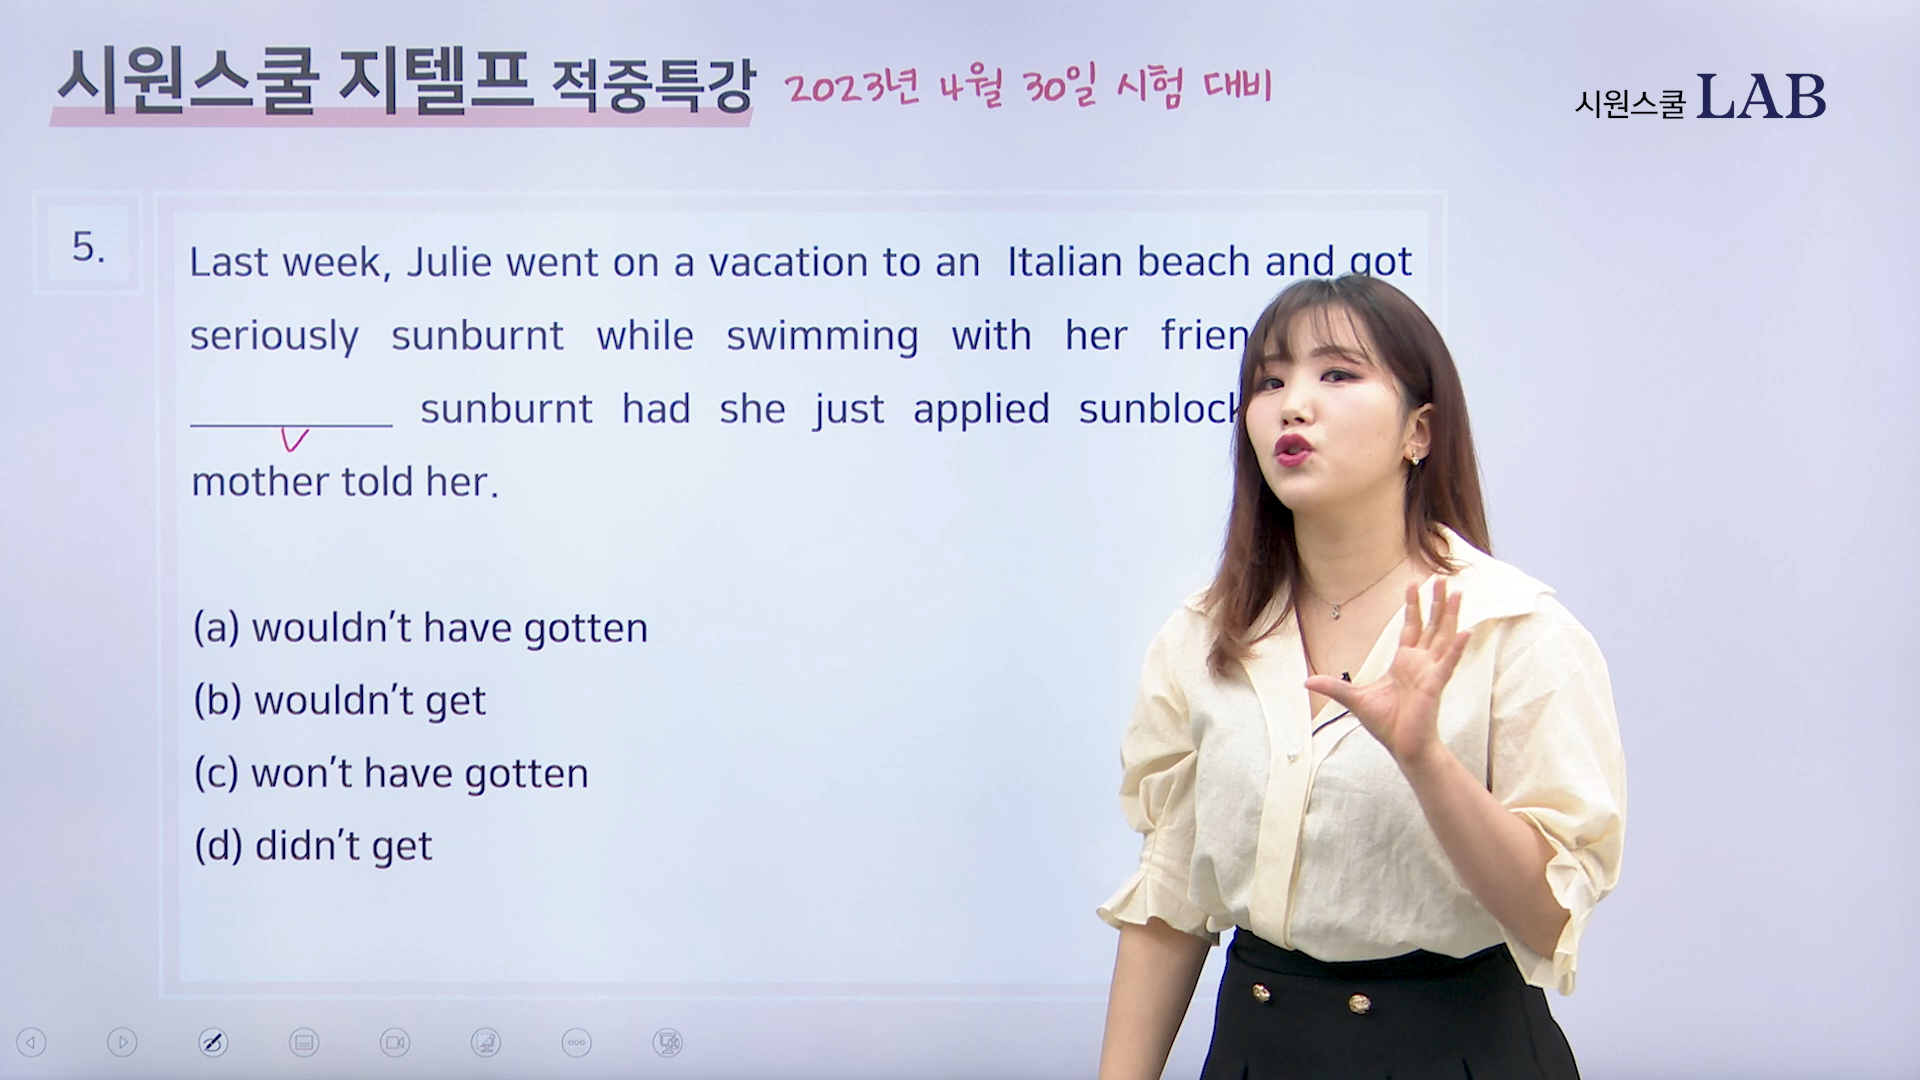 시원스쿨 지텔프 적중특강 2023년 4월 30일 시험 대비
시원스쿨 LAB
5.
Last week, Julie went on a vacation to an Italian beach and got
seriously sunburnt while swimming with her
sunburnt had she just applied
mother told her.
(a) wouldn't have gotten
(b) wouldn't get
(c) won't have gotten
(d) didn't get